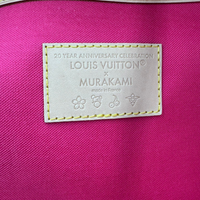 20 YEAR ANNIVERSARY CELEBRATION
LOUIS VUITTON®
x
MURAKAMI